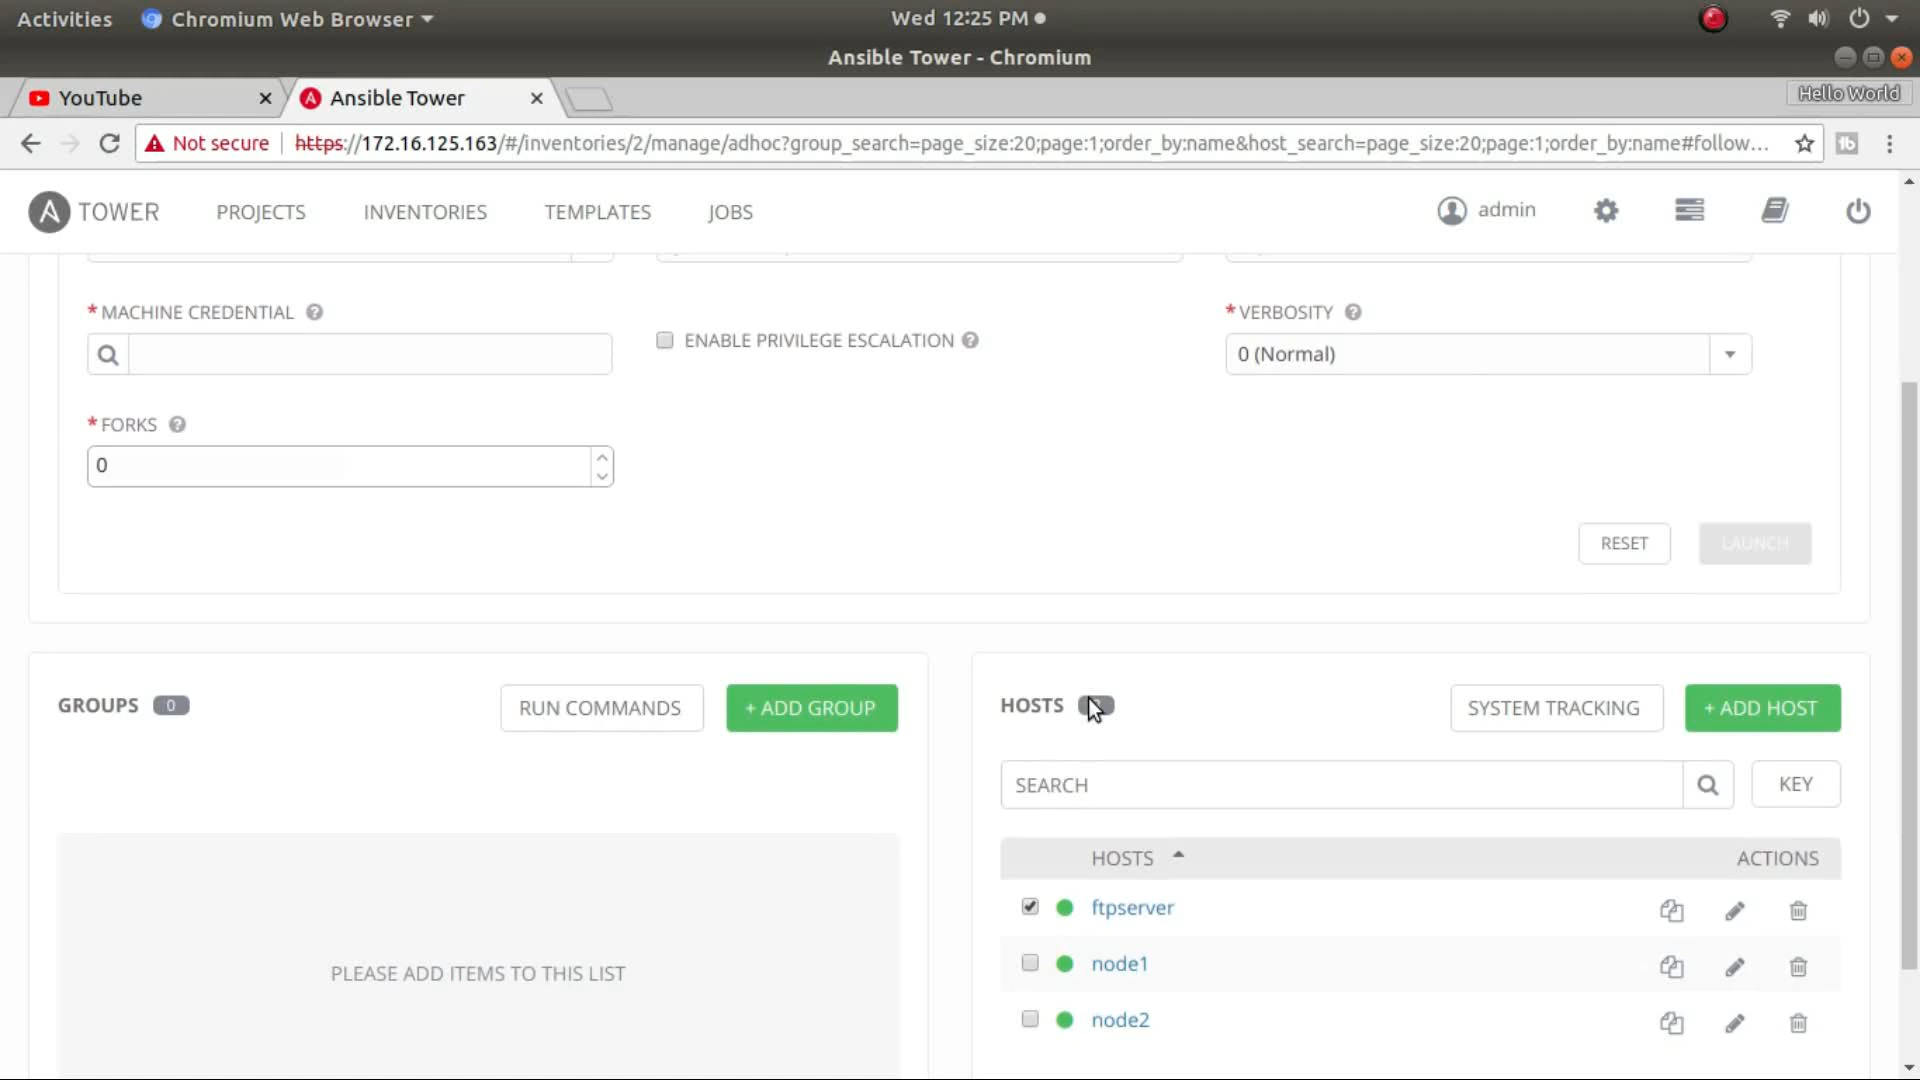 Activities Chromium Web Browser Wed 12:25 PM
Ansible Tower - Chromium
YouTube Ansible Tower Hello World
Not secure https://172.16.125.163/#/inventories/2/manage/adhoc?group_search=page_size:20;page:1;order_by:name&host_search=page_size:20;page:1;order_by:name#follow...
A TOWER PROJECTS INVENTORIES TEMPLATES JOBS admin
* MACHINE CREDENTIAL ENABLE PRIVILEGE ESCALATION * VERBOSITY
0 (Normal)
* FORKS
0
RESET LAUNCH
GROUPS 0 RUN COMMANDS + ADD GROUP HOSTS SYSTEM TRACKING + ADD HOST
SEARCH KEY
HOSTS ACTIONS
ftpserver
node1
PLEASE ADD ITEMS TO THIS LIST
node2